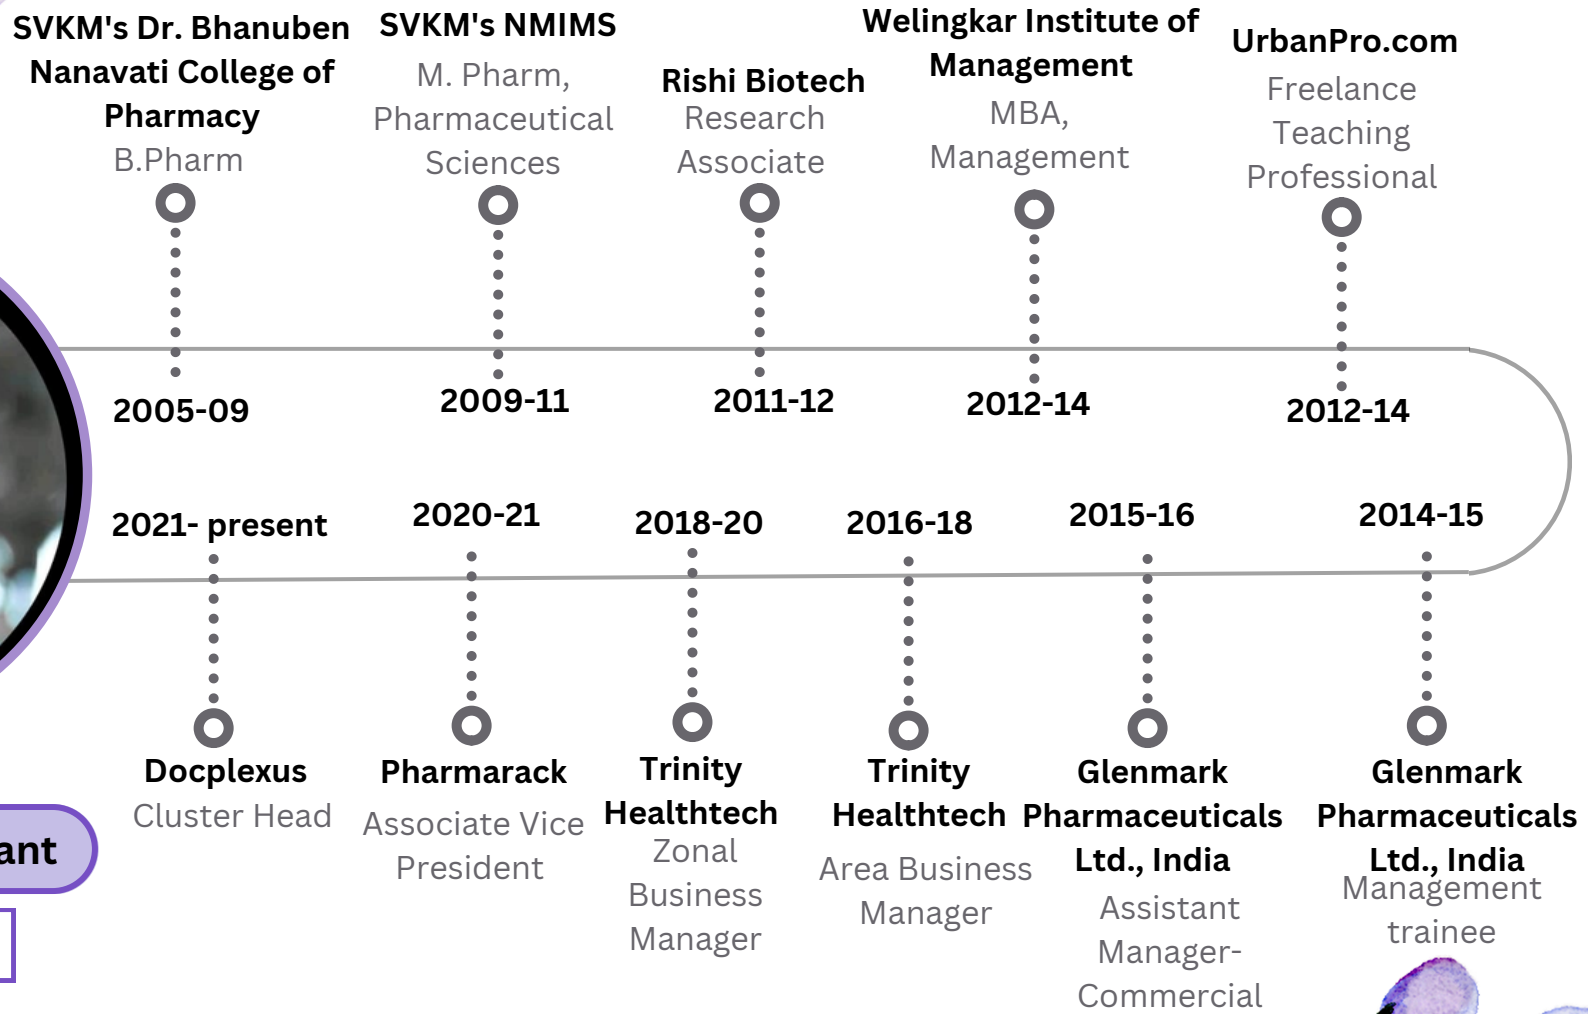 SVKM's Dr. Bhanuben
Nanavati College of
Pharmacy
B.Pharm
SVKM's NMIMS
M. Pharm,
Pharmaceutical
Sciences
Rishi Biotech
Research
Associate
Welingkar Institute of
Management
MBA,
Management
UrbanPro.com
Freelance
Teaching
Professional
2005-09
2009-11
2011-12
2012-14
2012-14
2021- present
2020-21
2018-20
2016-18
2015-16
2014-15
Docplexus
Cluster Head
Pharmarack
Associate Vice
President
Trinity
Healthtech
Zonal
Business
Manager
Trinity
Healthtech
Area Business
Manager
Glenmark
Pharmaceuticals
Ltd., India
Assistant
Manager-
Commercial
Glenmark
Pharmaceuticals
Ltd., India
Management
trainee
ant